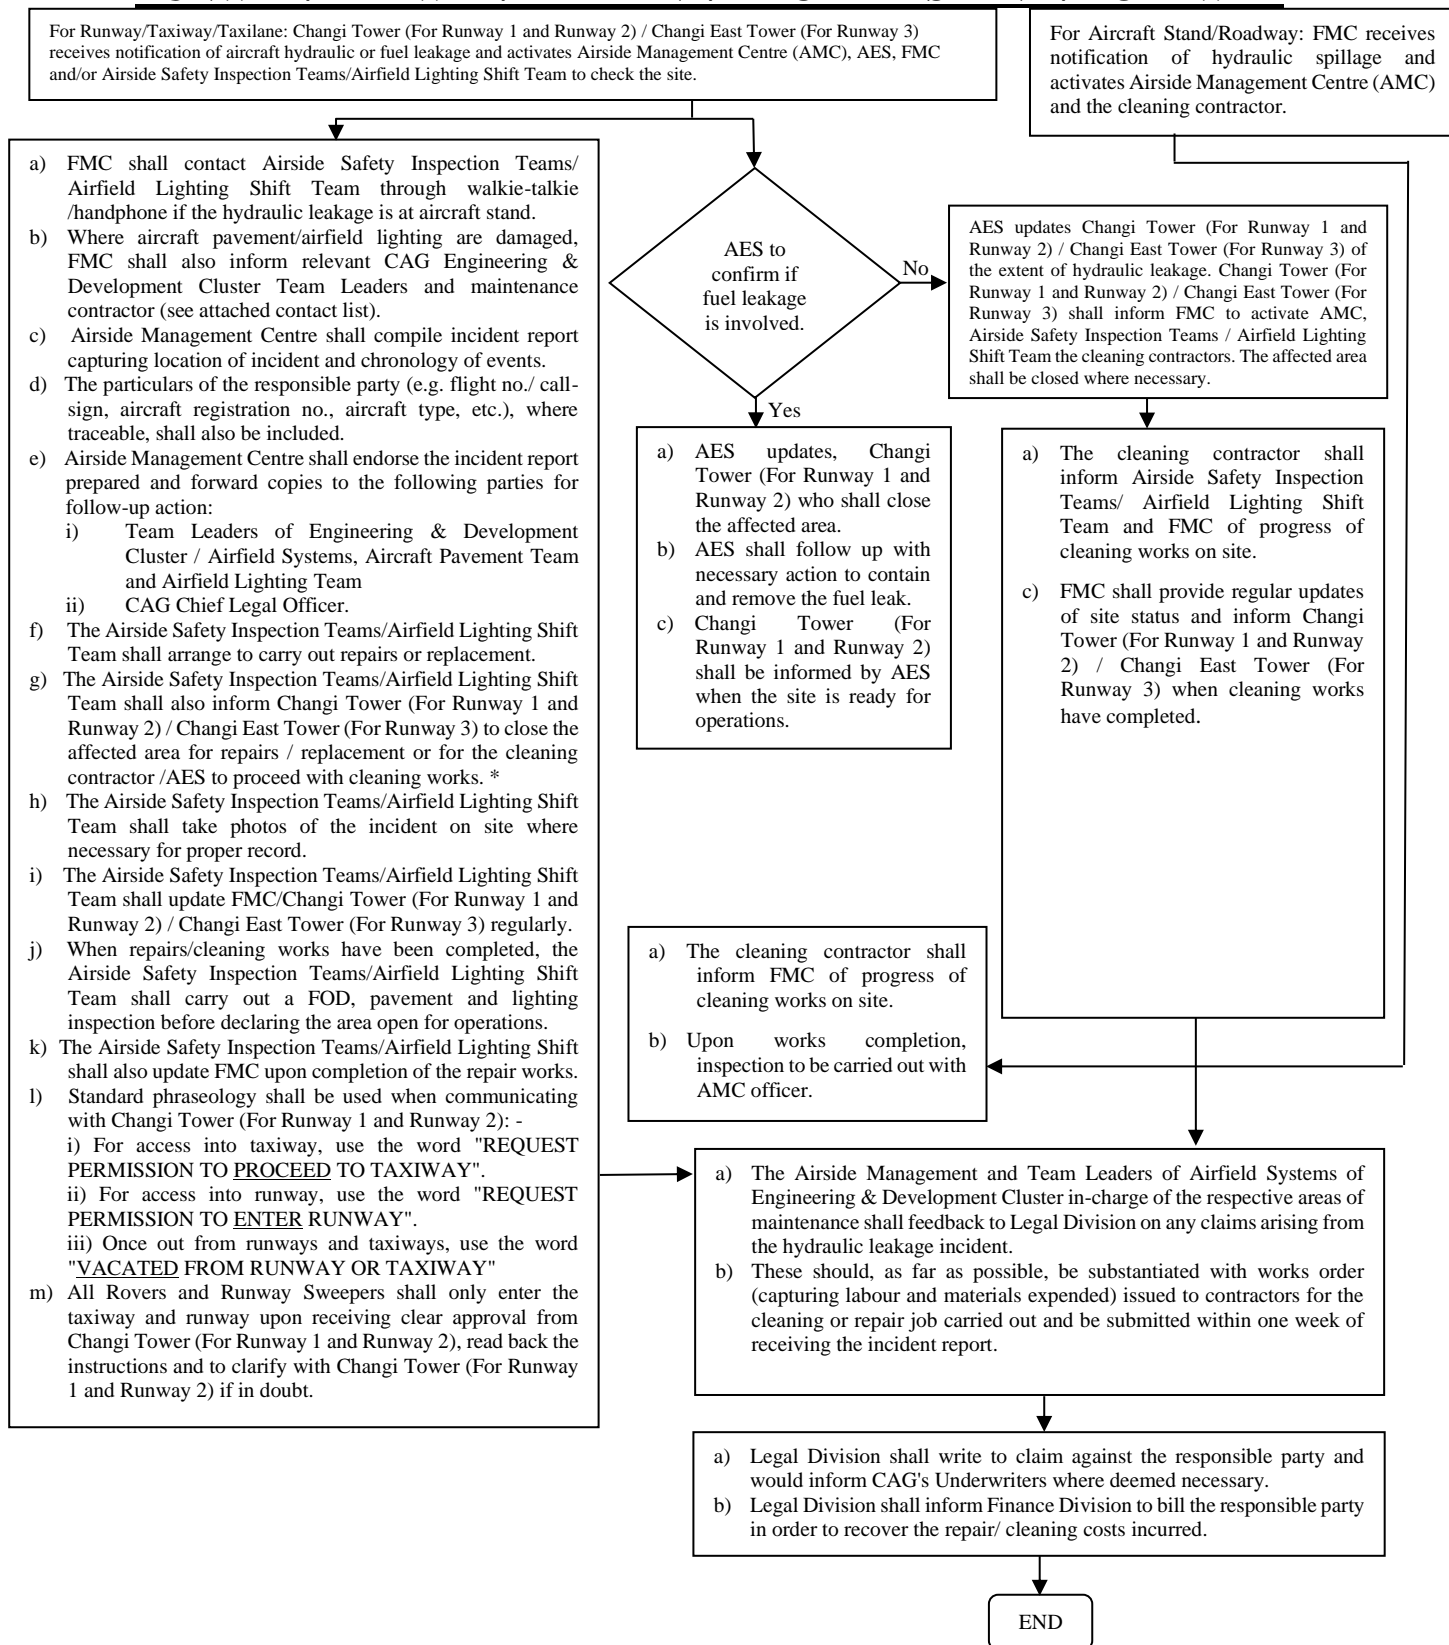 For Runway/Taxiway/Taxilane: Changi Tower (For Runway 1 and Runway 2) / Changi East Tower (For Runway 3)
receives notification of aircraft hydraulic or fuel leakage and activates Airside Management Centre (AMC), AES, FMC
and/or Airside Safety Inspection Teams/Airfield Lighting Shift Team to check the site.
For Aircraft Stand/Roadway: FMC receives
notification of hydraulic spillage and
activates Airside Management Centre (AMC)
and the cleaning contractor.
a) FMC shall contact Airside Safety Inspection Teams/
Airfield Lighting Shift Team through walkie-talkie
/handphone if the hydraulic leakage is at aircraft stand.
b) Where aircraft pavement/airfield lighting are damaged,
FMC shall also inform relevant CAG Engineering &
Development Cluster Team Leaders and maintenance
contractor (see attached contact list).
c) Airside Management Centre shall compile incident report
capturing location of incident and chronology of events.
d) The particulars of the responsible party (e.g. flight no./ call-
sign, aircraft registration no., aircraft type, etc.), where
traceable, shall also be included.
e) Airside Management Centre shall endorse the incident report
prepared and forward copies to the following parties for
follow-up action:
i) Team Leaders of Engineering & Development
Cluster / Airfield Systems, Aircraft Pavement Team
and Airfield Lighting Team
ii) CAG Chief Legal Officer.
f) The Airside Safety Inspection Teams/Airfield Lighting Shift
Team shall arrange to carry out repairs or replacement.
g) The Airside Safety Inspection Teams/Airfield Lighting Shift
Team shall also inform Changi Tower (For Runway 1 and
Runway 2) / Changi East Tower (For Runway 3) to close the
affected area for repairs / replacement or for the cleaning
contractor /AES to proceed with cleaning works. *
h) The Airside Safety Inspection Teams/Airfield Lighting Shift
Team shall take photos of the incident on site where
necessary for proper record.
i) The Airside Safety Inspection Teams/Airfield Lighting Shift
Team shall update FMC/Changi Tower (For Runway 1 and
Runway 2) / Changi East Tower (For Runway 3) regularly.
j) When repairs/cleaning works have been completed, the
Airside Safety Inspection Teams/Airfield Lighting Shift
Team shall carry out a FOD, pavement and lighting
inspection before declaring the area open for operations.
k) The Airside Safety Inspection Teams/Airfield Lighting Shift
shall also update FMC upon completion of the repair works.
l) Standard phraseology shall be used when communicating
with Changi Tower (For Runway 1 and Runway 2): -
i) For access into taxiway, use the word "REQUEST
PERMISSION TO PROCEED TO TAXIWAY".
ii) For access into runway, use the word "REQUEST
PERMISSION TO ENTER RUNWAY".
iii) Once out from runways and taxiways, use the word
"VACATED FROM RUNWAY OR TAXIWAY"
m) All Rovers and Runway Sweepers shall only enter the
taxiway and runway upon receiving clear approval from
Changi Tower (For Runway 1 and Runway 2), read back the
instructions and to clarify with Changi Tower (For Runway
1 and Runway 2) if in doubt.
AES to
confirm if
fuel leakage
is involved.
No
Yes
AES updates Changi Tower (For Runway 1 and
Runway 2) / Changi East Tower (For Runway 3) of
the extent of hydraulic leakage. Changi Tower (For
Runway 1 and Runway 2) / Changi East Tower (For
Runway 3) shall inform FMC to activate AMC,
Airside Safety Inspection Teams / Airfield Lighting
Shift Team the cleaning contractors. The affected area
shall be closed where necessary.
a) AES updates, Changi
Tower (For Runway 1 and
Runway 2) who shall close
the affected area.
b) AES shall follow up with
necessary action to contain
and remove the fuel leak.
c) Changi Tower (For
Runway 1 and Runway 2)
shall be informed by AES
when the site is ready for
operations.
a) The cleaning contractor shall
inform Airside Safety Inspection
Teams/ Airfield Lighting Shift
Team and FMC of progress of
cleaning works on site.
c) FMC shall provide regular updates
of site status and inform Changi
Tower (For Runway 1 and Runway
2) / Changi East Tower (For
Runway 3) when cleaning works
have completed.
a) The cleaning contractor shall
inform FMC of progress of
cleaning works on site.
b) Upon works completion,
inspection to be carried out with
AMC officer.
a) The Airside Management and Team Leaders of Airfield Systems of
Engineering & Development Cluster in-charge of the respective areas of
maintenance shall feedback to Legal Division on any claims arising from
the hydraulic leakage incident.
b) These should, as far as possible, be substantiated with works order
(capturing labour and materials expended) issued to contractors for the
cleaning or repair job carried out and be submitted within one week of
receiving the incident report.
a) Legal Division shall write to claim against the responsible party and
would inform CAG's Underwriters where deemed necessary.
b) Legal Division shall inform Finance Division to bill the responsible party
in order to recover the repair/ cleaning costs incurred.
END